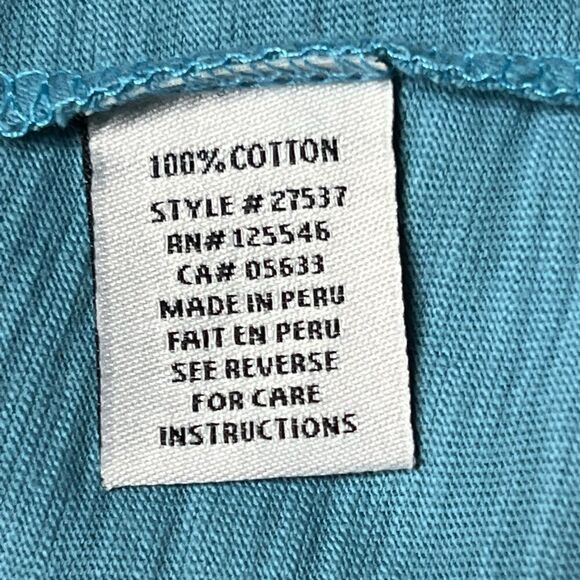 100% COTTON
STYLE # 27537
RN# 125546
CA# 05633
MADE IN PERU
FAIT EN PERU
SEE REVERSE
FOR CARE
INSTRUCTIONS